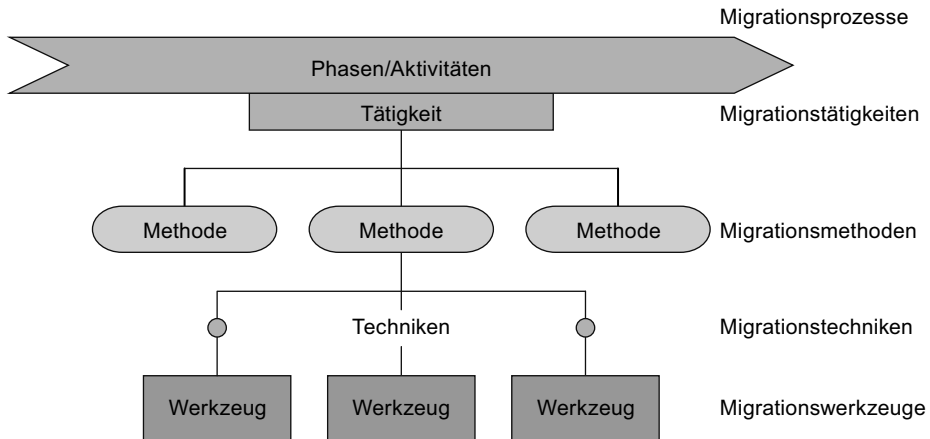 Migrationsprozesse
Phasen/Aktivitäten
Tätigkeit
Migrationstätigkeiten
Methode
Methode
Methode
Migrationsmethoden
Techniken
Migrationstechniken
Werkzeug
Werkzeug
Werkzeug
Migrationswerkzeuge